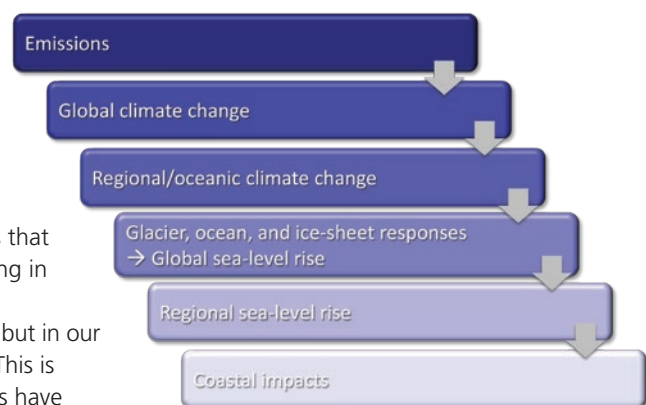 Emissions
Global climate change
Regional/oceanic climate change
Glacier, ocean, and ice-sheet responses
→ Global sea-level rise
Regional sea-level rise
Coastal impacts
that
ng in
but in our
This is
s have